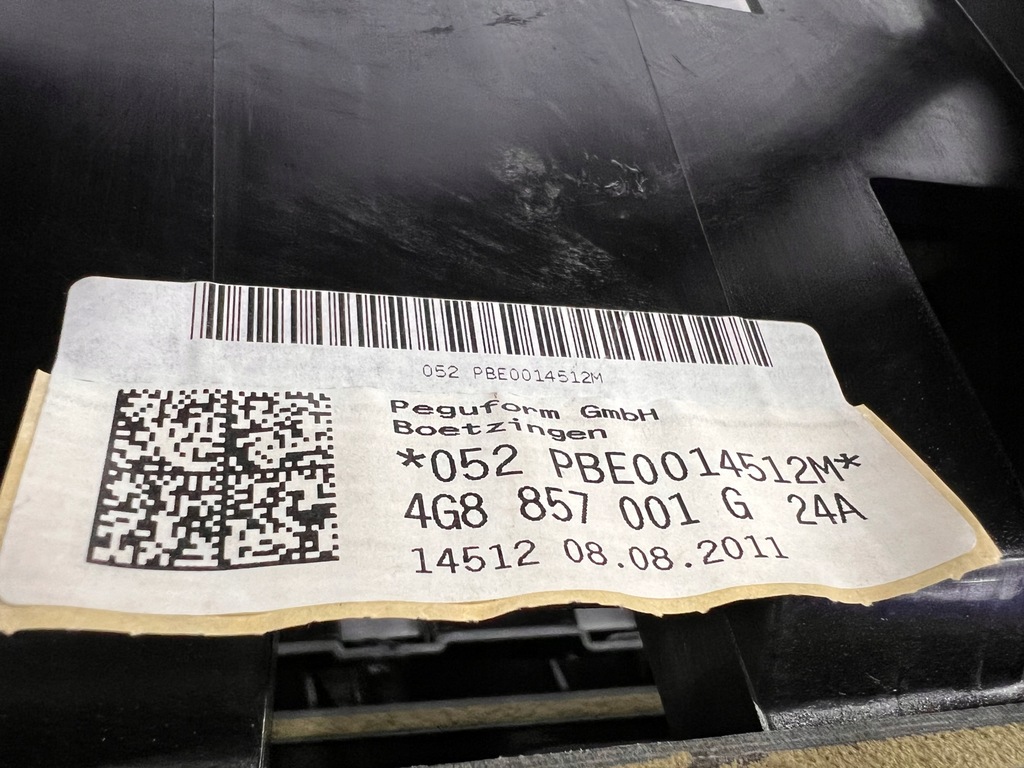 052 PBE0014512M
Peguform GmbH
Boetzingen
*052 PBE0014512M*
4G8 857 001 G 24A
14512 08.08.2011